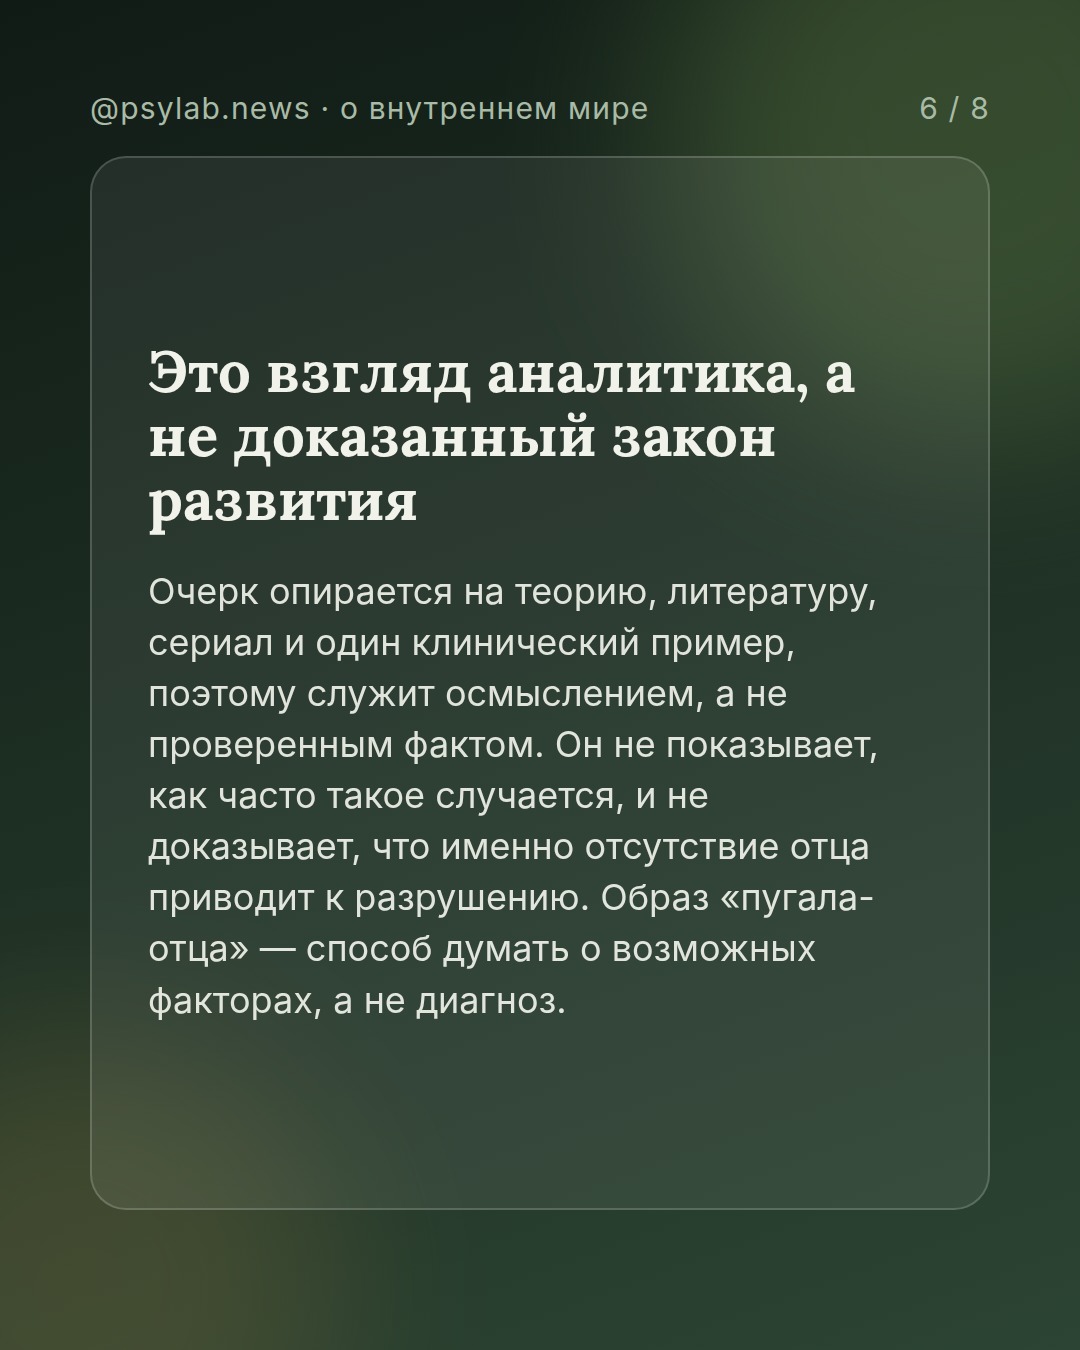 @psylab.news · о внутреннем мире
6 / 8
Это взгляд аналитика, а
не доказанный закон
развития
Очерк опирается на теорию, литературу,
сериал и один клинический пример,
поэтому служит осмыслением, а не
проверенным фактом. Он не показывает,
как часто такое случается, и не
доказывает, что именно отсутствие отца
приводит к разрушению. Образ «пугала-
отца» — способ думать о возможных
факторах, а не диагноз.